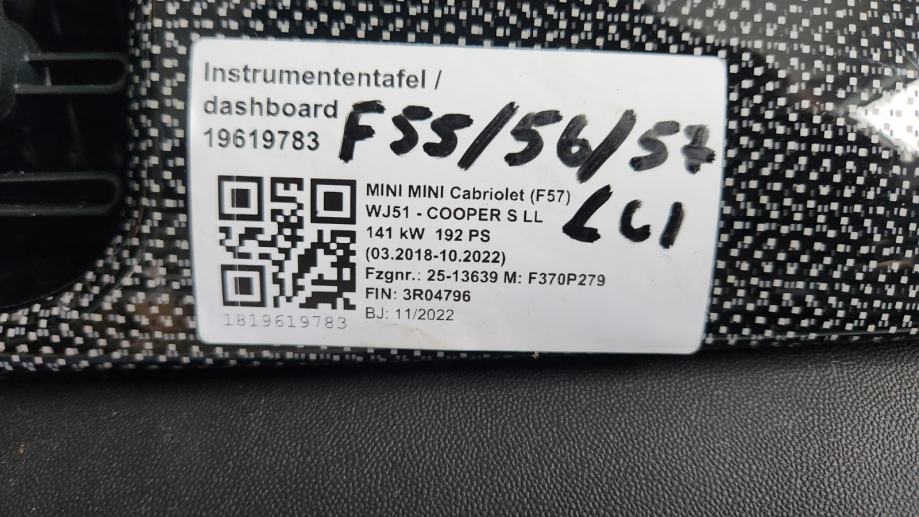 Instrumententafel /
dashboard
19619783
F55/56/57
LCI
MINI MINI Cabriolet (F57)
WJ51 - COOPER S LL
141 kW 192 PS
(03.2018-10.2022)
Fzgnr.: 25-13639 M: F370P279
FIN: 3R04796
BJ: 11/2022
1819619783